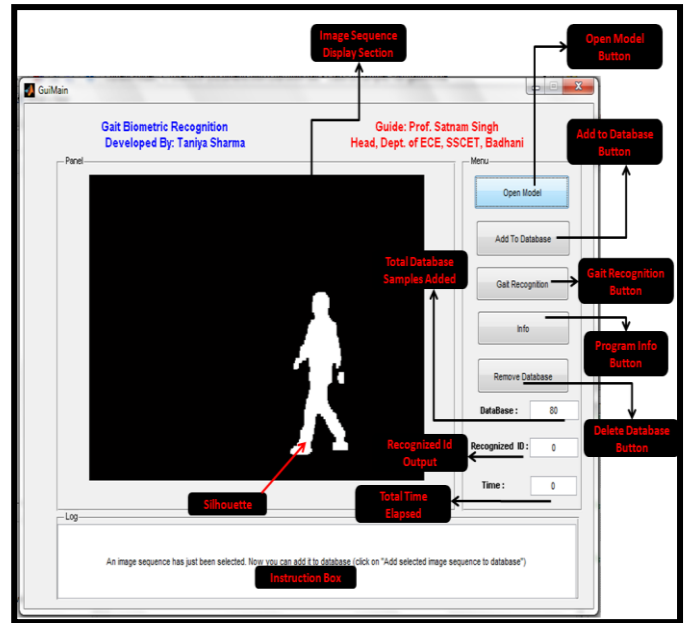 Image Sequence
Display Section
Open Model
Button
GuiMain
Gait Biometric Recognition
Developed By: Taniya Sharma
Guide: Prof. Satnam Singh
Head, Dept. of ECE, SSCET, Badhani
Add to Database
Button
Panel
Menu
Open Model
Add To Database
Total Database
Samples Added
Gait Recognition
Gait Recognition
Button
Info
Program Info
Button
Remove Database
DataBase : 80
Delete Database
Button
Recognized Id
Output
Recognized ID : 0
Silhouette
Total Time
Elapsed
Time : 0
Log
An image sequence has just been selected. Now you can add it to database (click on "Add selected image sequence to database")
Instruction Box